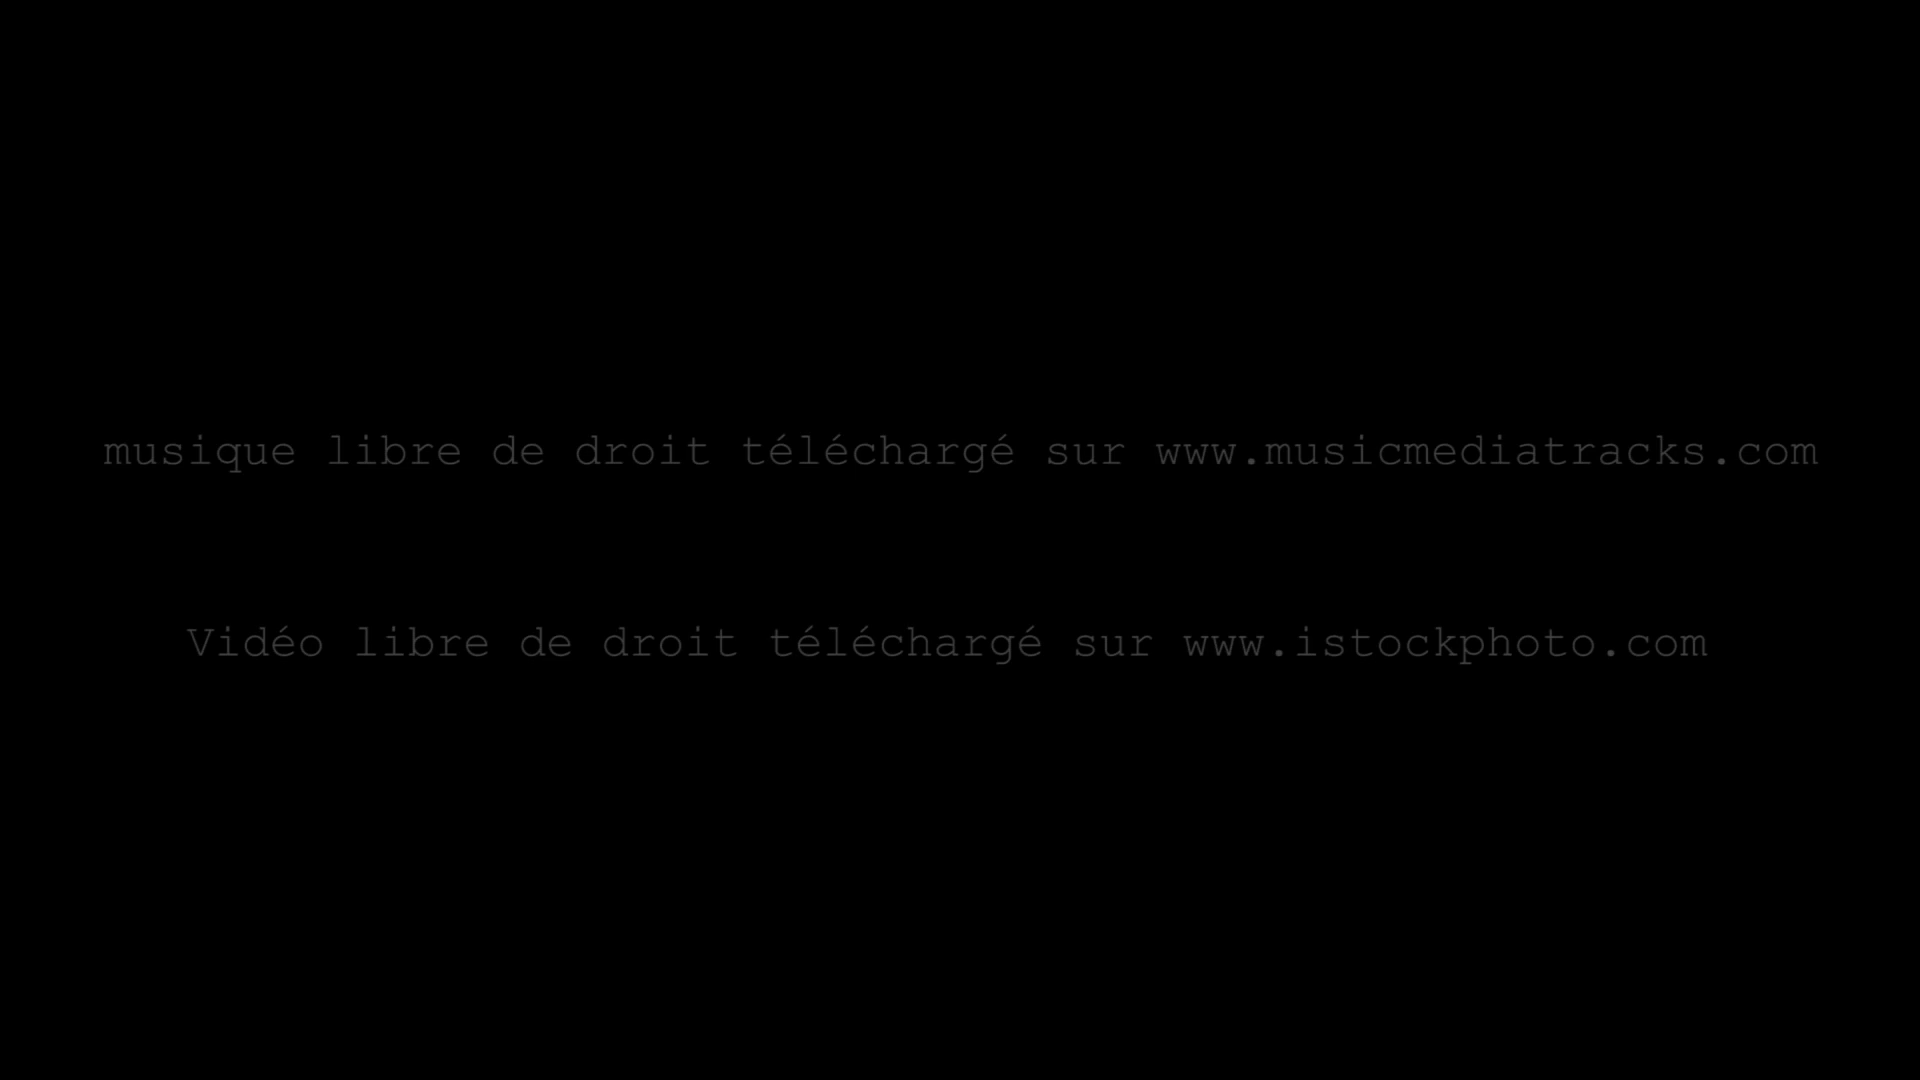 musique libre de droit téléchargé sur www.musicmediatracks.com
Vidéo libre de droit téléchargé sur www.istockphoto.com